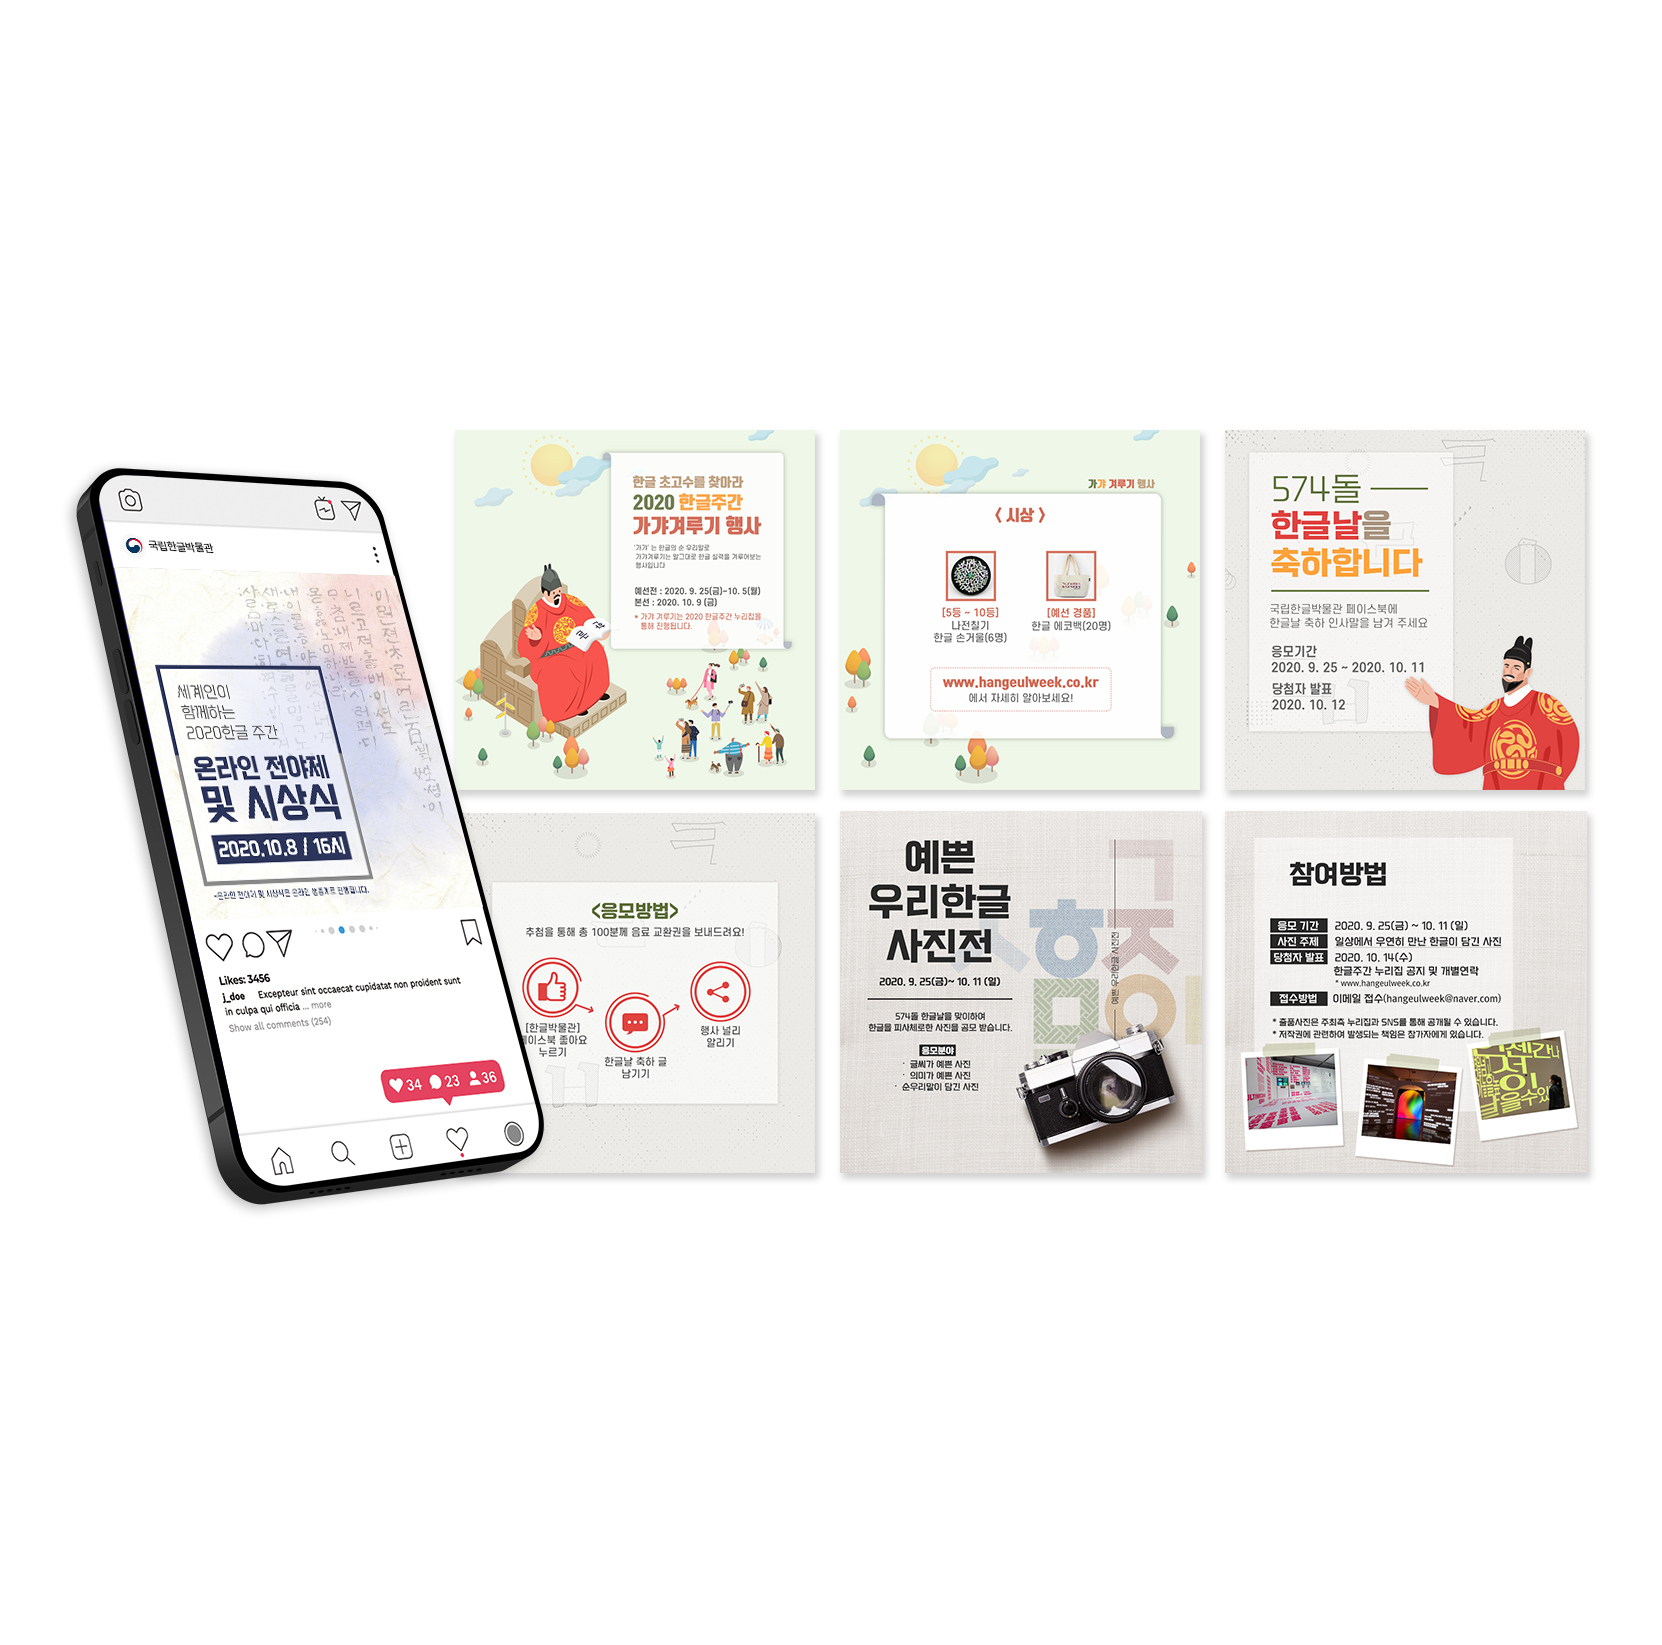 국립한글박물관
세계인이
함께하는
2020한글 주간
온라인 전야제
및 시상식
2020.10.8 / 16시
Likes: 3456
j_doe Excepteur sint occaecat cupidatat non proident sunt
in culpa qui officia ... more
Show all comments (254)
34 23 36
한글 초고수를 찾아라
2020 한글주간
가갸겨루기 행사
'가갸' 는 한글의 순 우리말로
가갸겨루기는 말그대로 한글 실력을 겨루어보는
행사입니다
예선전 : 2020. 9. 25(금)~10. 5(월)
본선 : 2020. 10. 9 (금)
* 가갸 겨루기는 2020 한글주간 누리집을
통해 진행됩니다.
가갸 겨루기 행사
< 시상 >
[5등 ~ 10등]
나전칠기
한글 손거울(6명)
[예선 경품]
한글 에코백(20명)
www.hangeulweek.co.kr
에서 자세히 알아보세요!
574돌
한글날을
축하합니다
국립한글박물관 페이스북에
한글날 축하 인사말을 남겨 주세요
응모기간
2020. 9. 25 ~ 2020. 10. 11
당첨자 발표
2020. 10. 12
<응모방법>
추첨을 통해 총 100분께 음료 교환권을 보내드려요!
[한글박물관]
이스북 좋아요
누르기
한글날 축하 글
남기기
행사 널리
알리기
예쁜
우리한글
사진전
2020. 9. 25(금)~ 10. 11 (일)
574돌 한글날을 맞이하여
한글을 피사체로한 사진을 공모 받습니다.
응모분야
· 글씨가 예쁜 사진
· 의미가 예쁜 사진
· 순우리말이 담긴 사진
예쁜 우리한글 사진전
참여방법
응모 기간 2020. 9. 25(금) ~ 10. 11 (일)
사진 주제 일상에서 우연히 만난 한글이 담긴 사진
당첨자 발표 2020. 10. 14(수)
한글주간 누리집 공지 및 개별연락
* www.hangeulweek.co.kr
접수방법 이메일 접수(hangeulweek@naver.com)
* 출품사진은 주최측 누리집과 SNS를 통해 공개될 수 있습니다.
* 저작권에 관련하여 발생되는 책임은 참가자에게 있습니다.